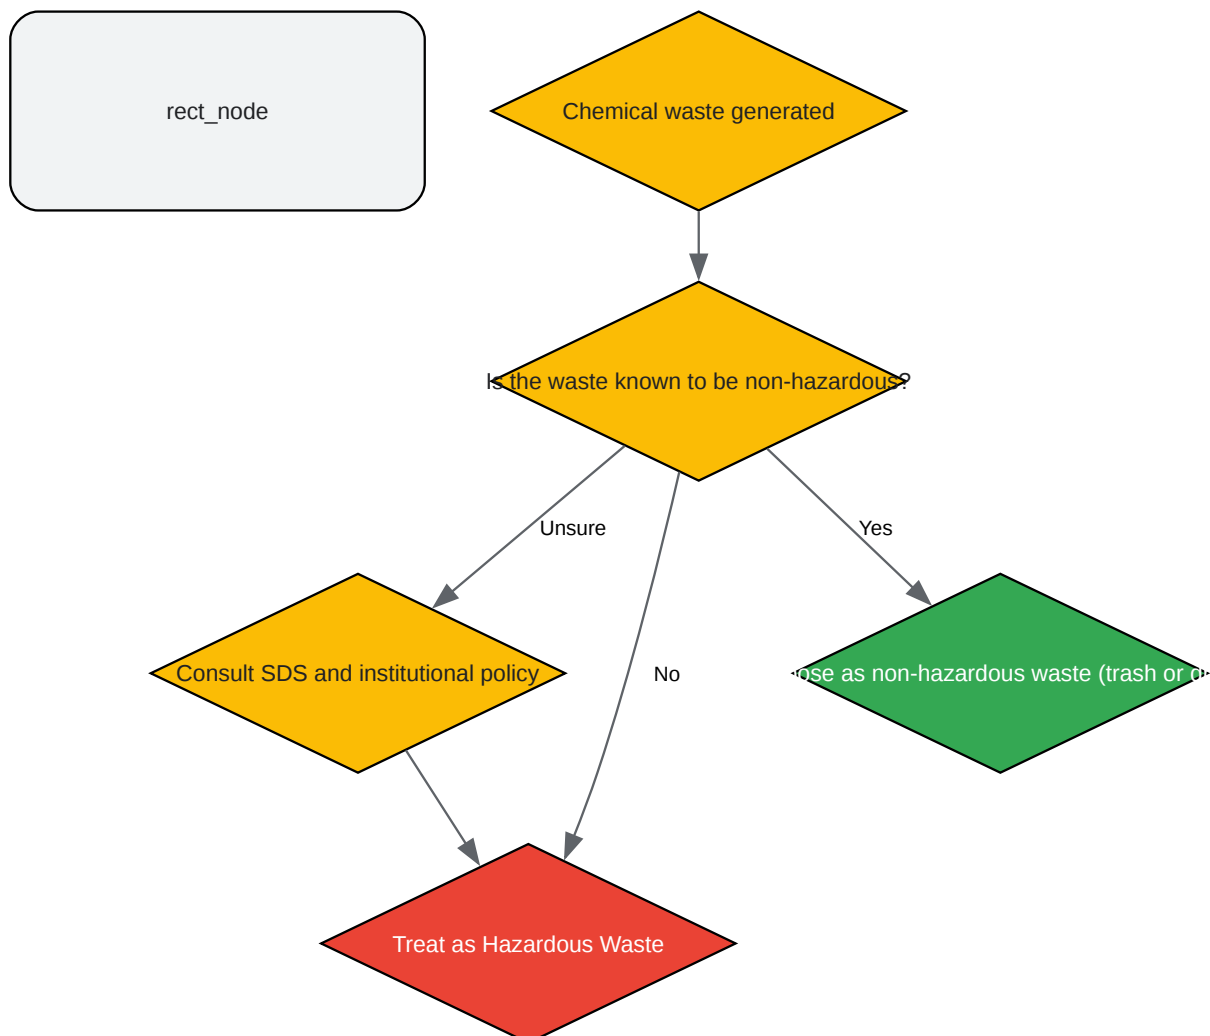 rect_node
Chemical waste generated
Is the waste known to be non-hazardous?
Unsure
Yes
Consult SDS and institutional policy
No
as non-hazardous waste (trash or
Treat as Hazardous Waste